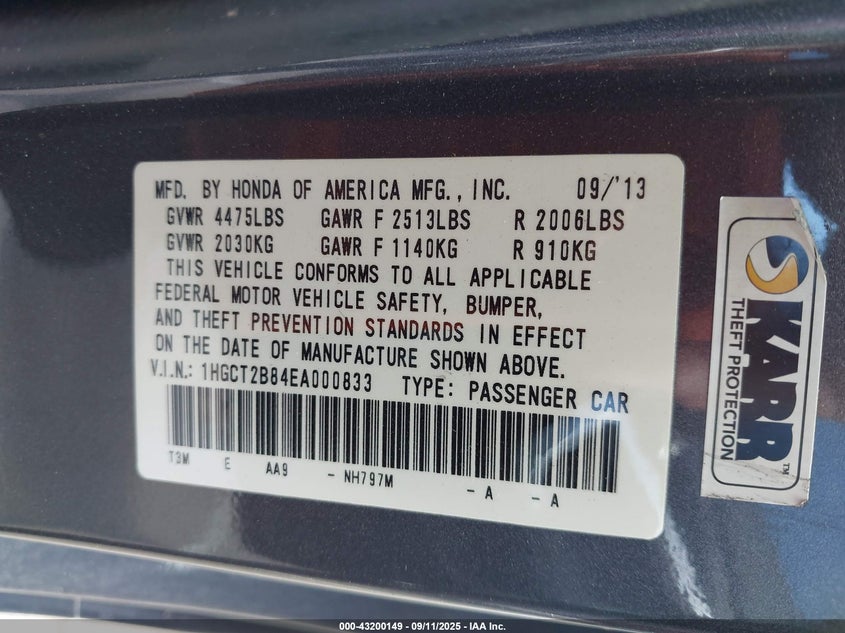 MFD. BY HONDA OF AMERICA MFG., INC. 09/'13
GVWR 4475LBS GAWR F 2513LBS R 2006LBS
GVWR 2030KG GAWR F 1140KG R 910KG
THIS VEHICLE CONFORMS TO ALL APPLICABLE
FEDERAL MOTOR VEHICLE SAFETY, BUMPER,
AND THEFT PREVENTION STANDARDS IN EFFECT
ON THE DATE OF MANUFACTURE SHOWN ABOVE.
V.I.N.: 1HGCT2B84EA000833 TYPE: PASSENGER CAR
T3M E AA9 - NH797M - A - A
KARR™
THEFT PROTECTION
000-43200149 - 09/11/2025 - IAA Inc.